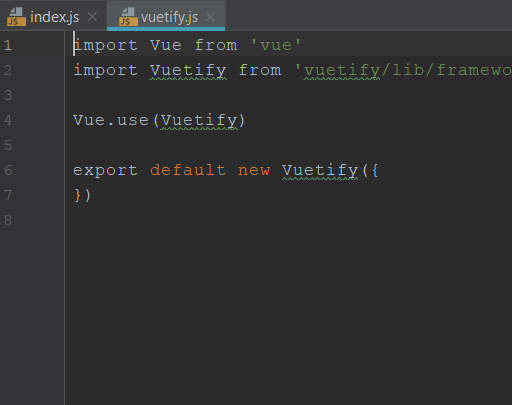 index.js
vuetify.js
1 import Vue from 'vue'
2 import Vuetify from 'vuetify/lib/framewo
3
4 Vue.use(Vuetify)
5
6 export default new Vuetify({
7 })
8